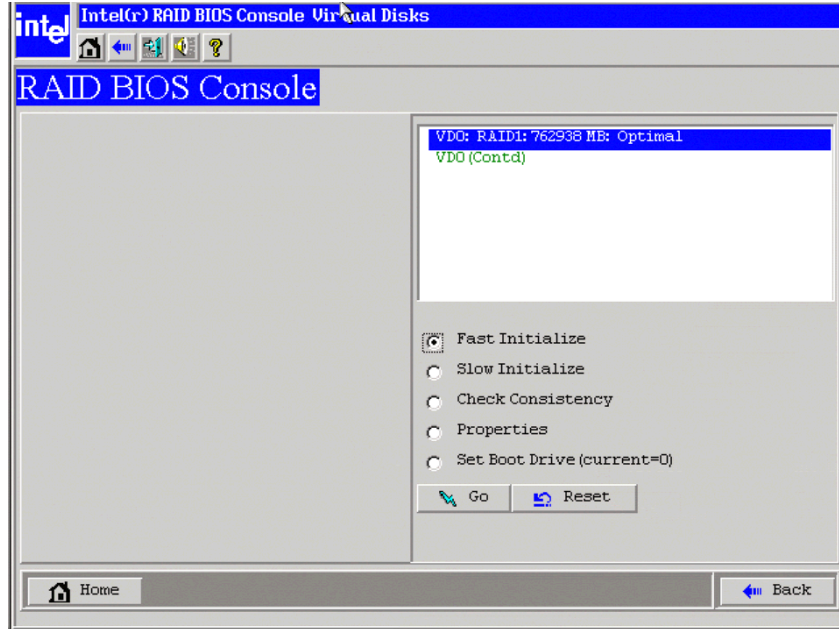 intel
Intel(r) RAID BIOS Console Virtual Disks
RAID BIOS Console
VD0: RAID1: 762938 MB: Optimal
VD0 (Contd)
Fast Initialize
Slow Initialize
Check Consistency
Properties
Set Boot Drive (current=0)
Go
Reset
Home
Back